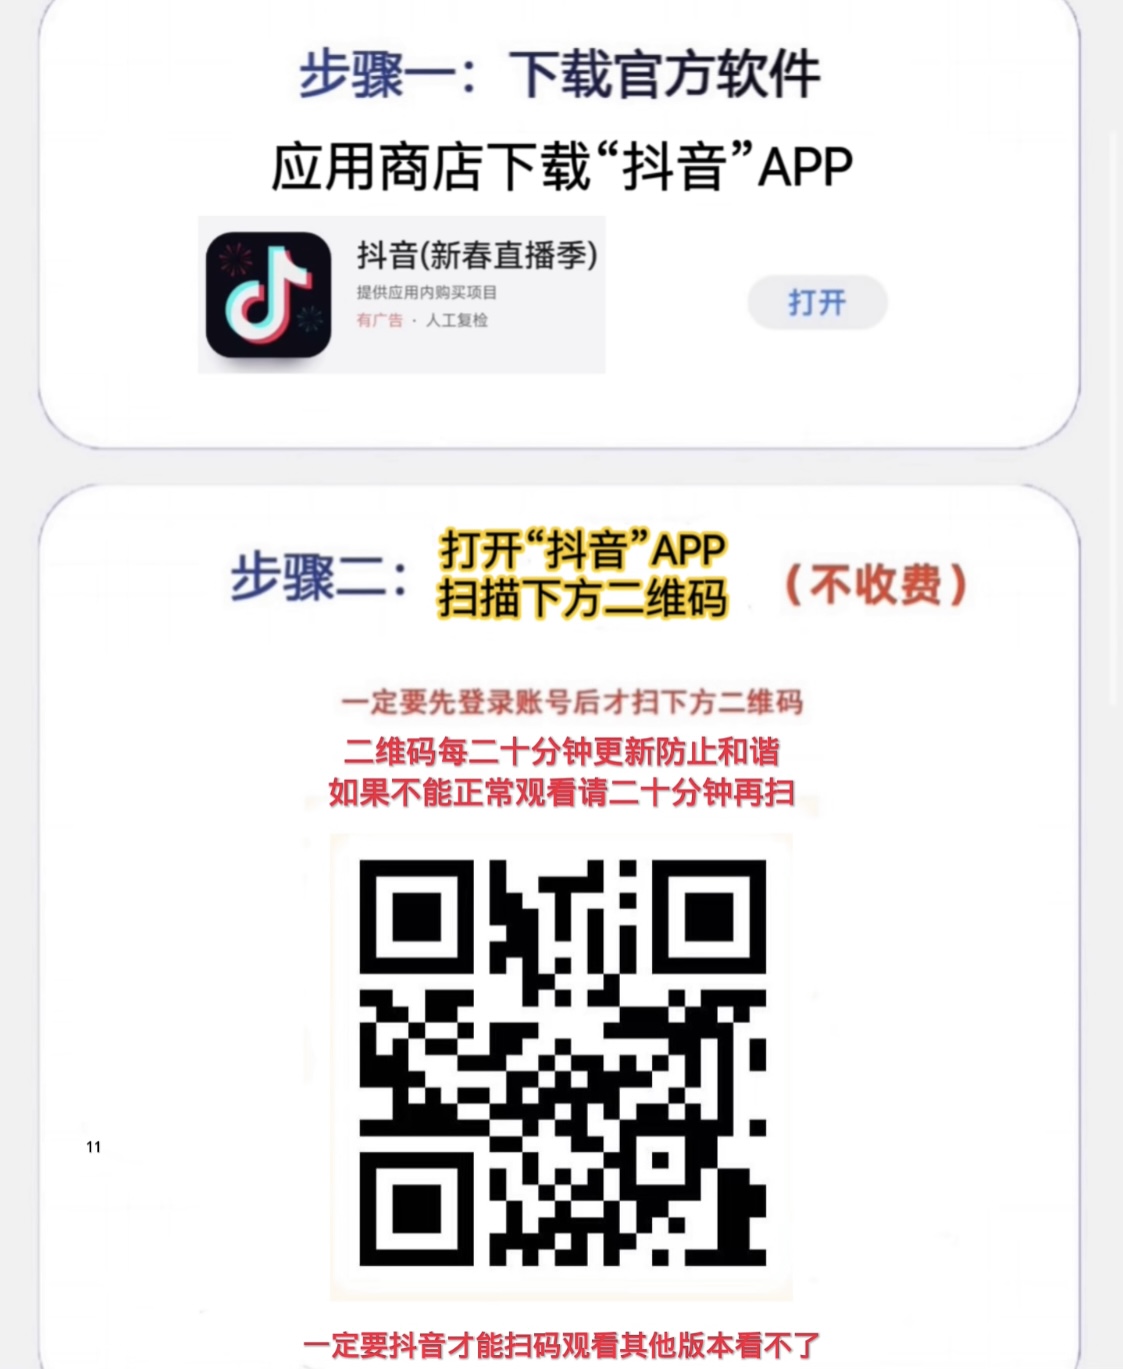 步骤一：下载官方软件
应用商店下载“抖音”APP
抖音(新春直播季)
提供应用内购买项目
有广告 · 人工复检
打开
步骤二：
打开“抖音”APP
扫描下方二维码
（不收费）
一定要先登录账号后才扫下方二维码
二维码每二十分钟更新防止和谐
如果不能正常观看请二十分钟再扫
11
一定要抖音才能扫码观看其他版本看不了